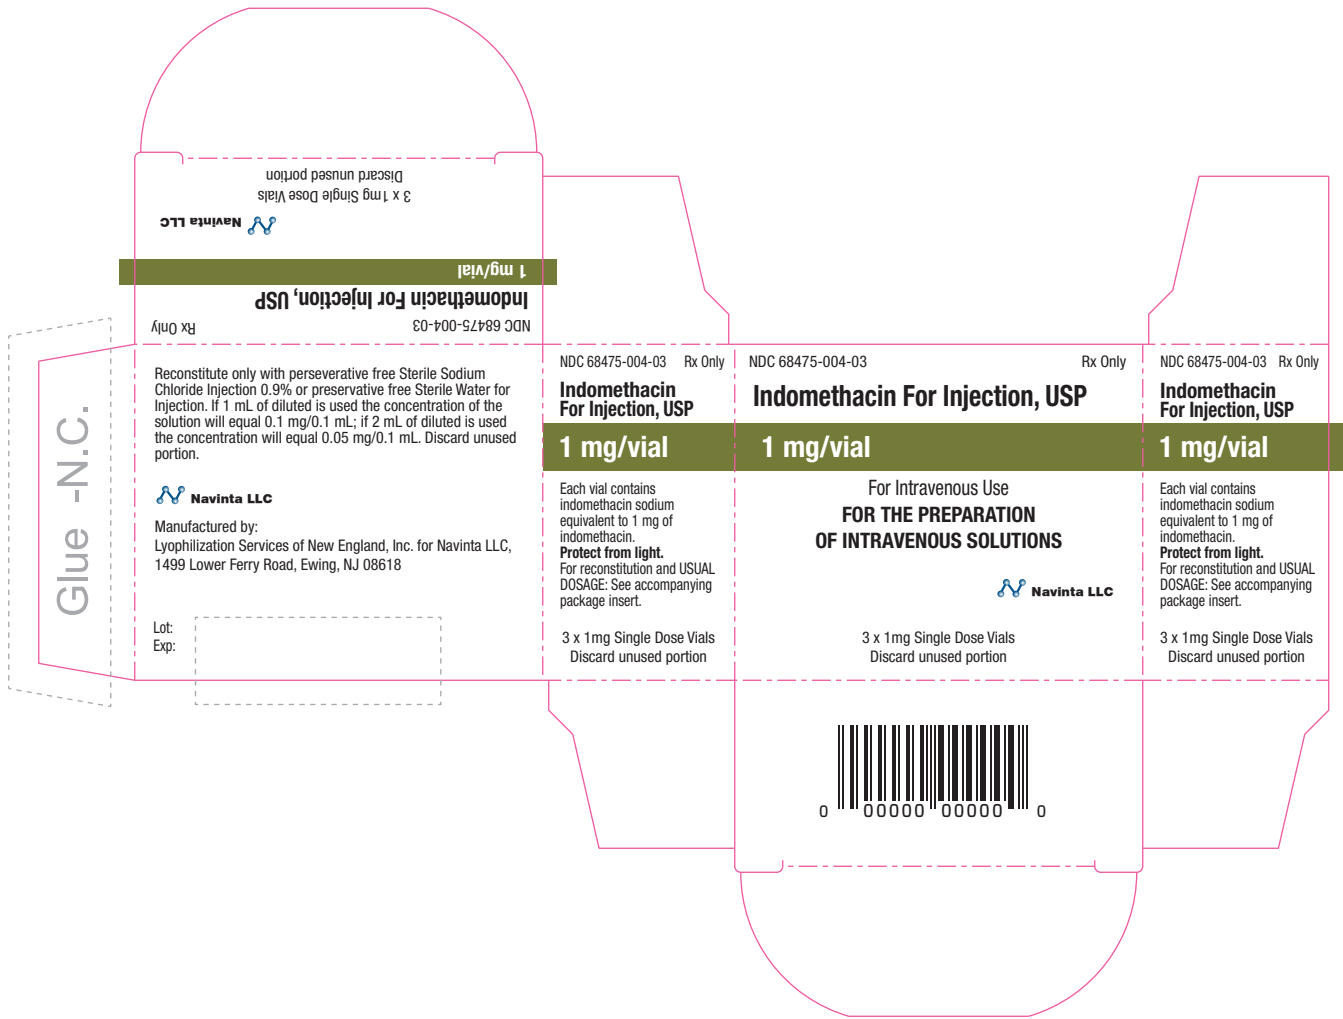 Discard unused portion
3 x 1mg Single Dose Vials
Navinta LLC
1 mg/vial
Indomethacin For Injection, USP
NDC 68475-004-03 Rx Only
Glue -N.C.
Reconstitute only with perseverative free Sterile Sodium
Chloride Injection 0.9% or preservative free Sterile Water for
Injection. If 1 mL of diluted is used the concentration of the
solution will equal 0.1 mg/0.1 mL; if 2 mL of diluted is used
the concentration will equal 0.05 mg/0.1 mL. Discard unused
portion.
Navinta LLC
Manufactured by:
Lyophilization Services of New England, Inc. for Navinta LLC,
1499 Lower Ferry Road, Ewing, NJ 08618
Lot:
Exp:
NDC 68475-004-03 Rx Only
Indomethacin
For Injection, USP
1 mg/vial
Each vial contains
indomethacin sodium
equivalent to 1 mg of
indomethacin.
Protect from light.
For reconstitution and USUAL
DOSAGE: See accompanying
package insert.
3 x 1mg Single Dose Vials
Discard unused portion
NDC 68475-004-03 Rx Only
Indomethacin For Injection, USP
1 mg/vial
For Intravenous Use
FOR THE PREPARATION
OF INTRAVENOUS SOLUTIONS
Navinta LLC
3 x 1mg Single Dose Vials
Discard unused portion
0 00000 00000 0
NDC 68475-004-03 Rx Only
Indomethacin
For Injection, USP
1 mg/vial
Each vial contains
indomethacin sodium
equivalent to 1 mg of
indomethacin.
Protect from light.
For reconstitution and USUAL
DOSAGE: See accompanying
package insert.
3 x 1mg Single Dose Vials
Discard unused portion